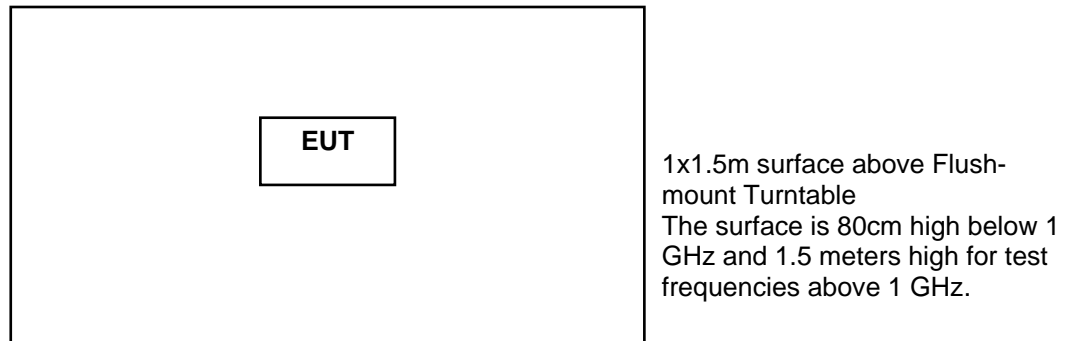 EUT
1x1.5m surface above Flush-
mount Turntable
The surface is 80cm high below 1
GHz and 1.5 meters high for test
frequencies above 1 GHz.